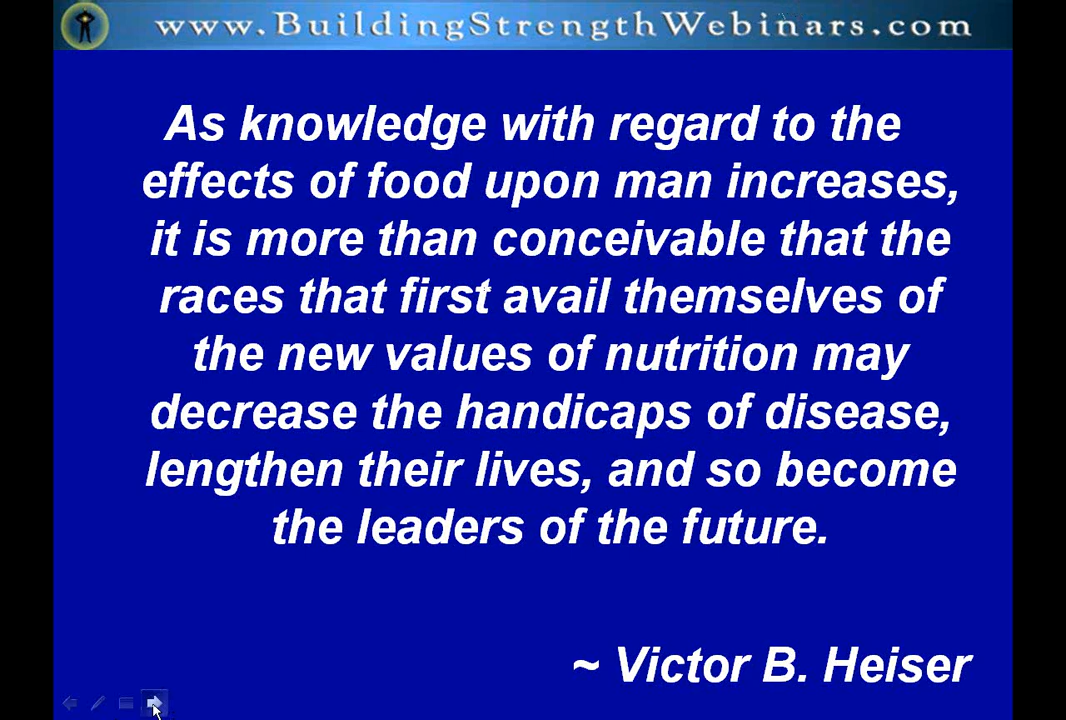 www.BuildingStrengthWebinars.com
As knowledge with regard to the
effects of food upon man increases,
it is more than conceivable that the
races that first avail themselves of
the new values of nutrition may
decrease the handicaps of disease,
lengthen their lives, and so become
the leaders of the future.
~ Victor B. Heiser